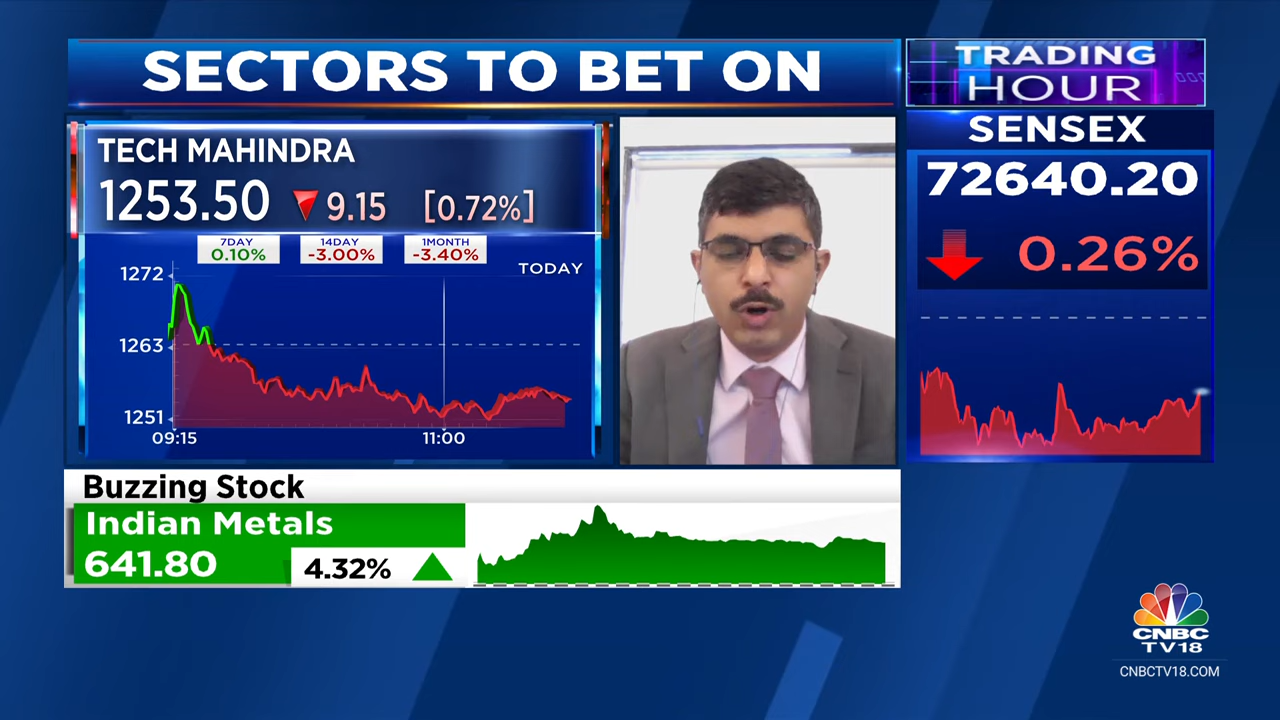 SECTORS TO BET ON
TRADING
HOUR
TECH MAHINDRA
1253.50 ▼ 9.15 [0.72%]
7DAY
0.10%
14DAY
-3.00%
1MONTH
-3.40%
TODAY
1272
1263
1251
09:15
11:00
SENSEX
72640.20
0.26%
Buzzing Stock
Indian Metals
641.80
4.32%
CNBC
TV18
CNBCTV18.COM